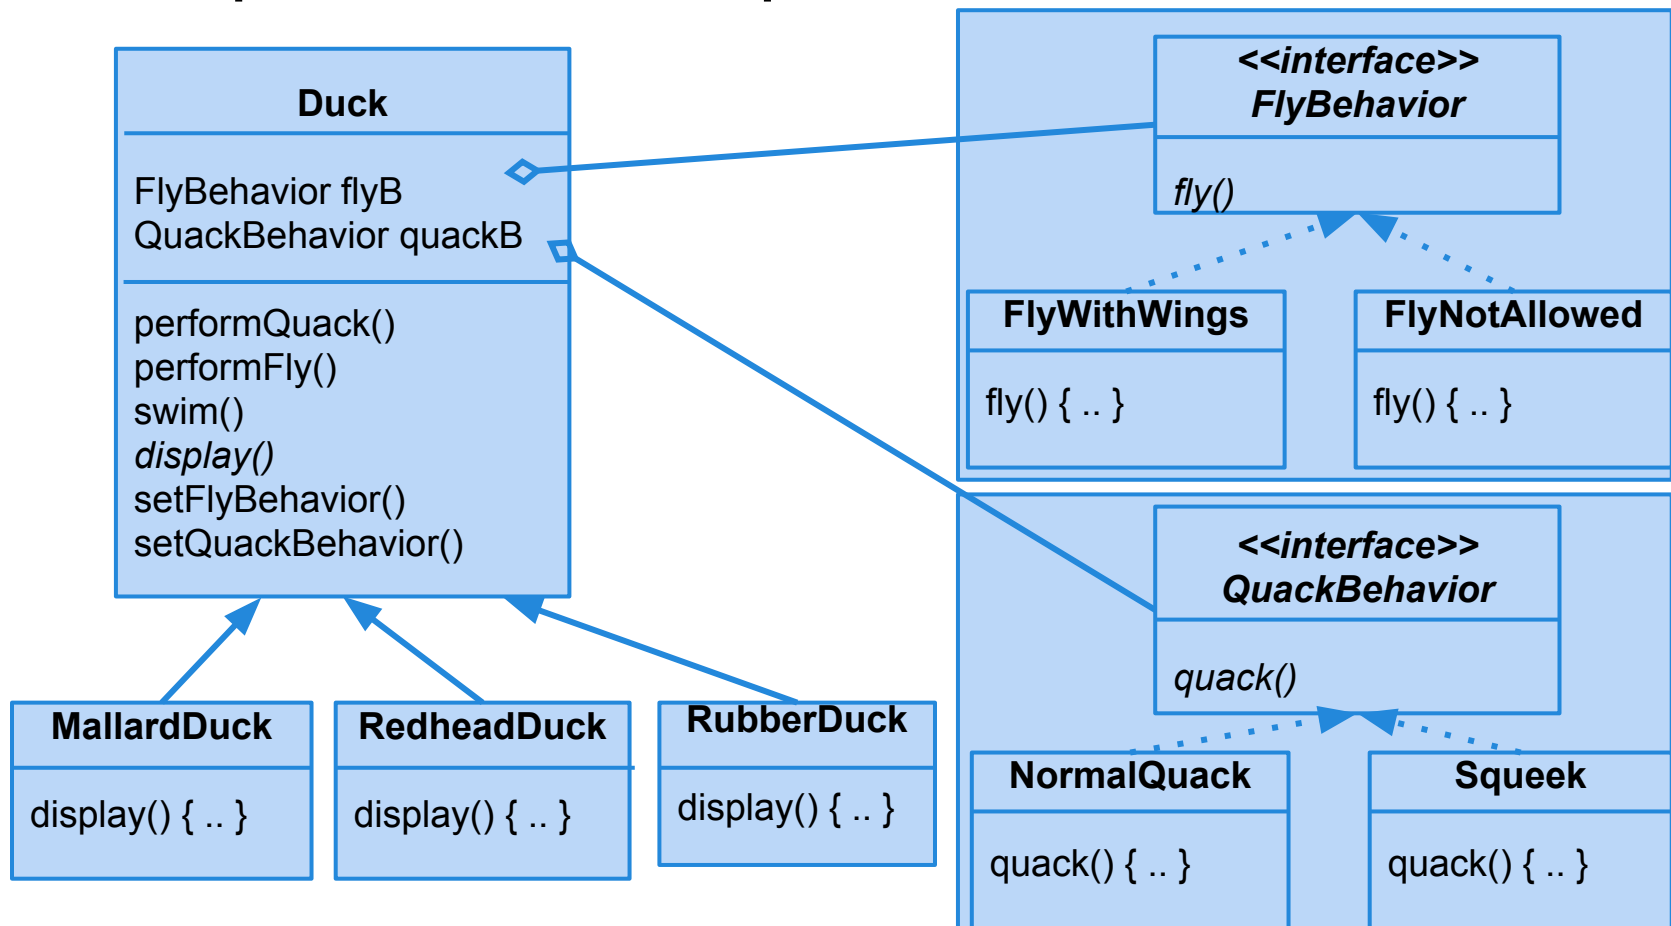 Duck
FlyBehavior flyB
QuackBehavior quackB
performQuack()
performFly()
swim()
display()
setFlyBehavior()
setQuackBehavior()
MallardDuck
display() { .. }
RedheadDuck
display() { .. }
RubberDuck
display() { .. }
<<interface>>
FlyBehavior
fly()
FlyWithWings
fly() { .. }
FlyNotAllowed
fly() { .. }
<<interface>>
QuackBehavior
quack()
NormalQuack
quack() { .. }
Squeek
quack() { .. }